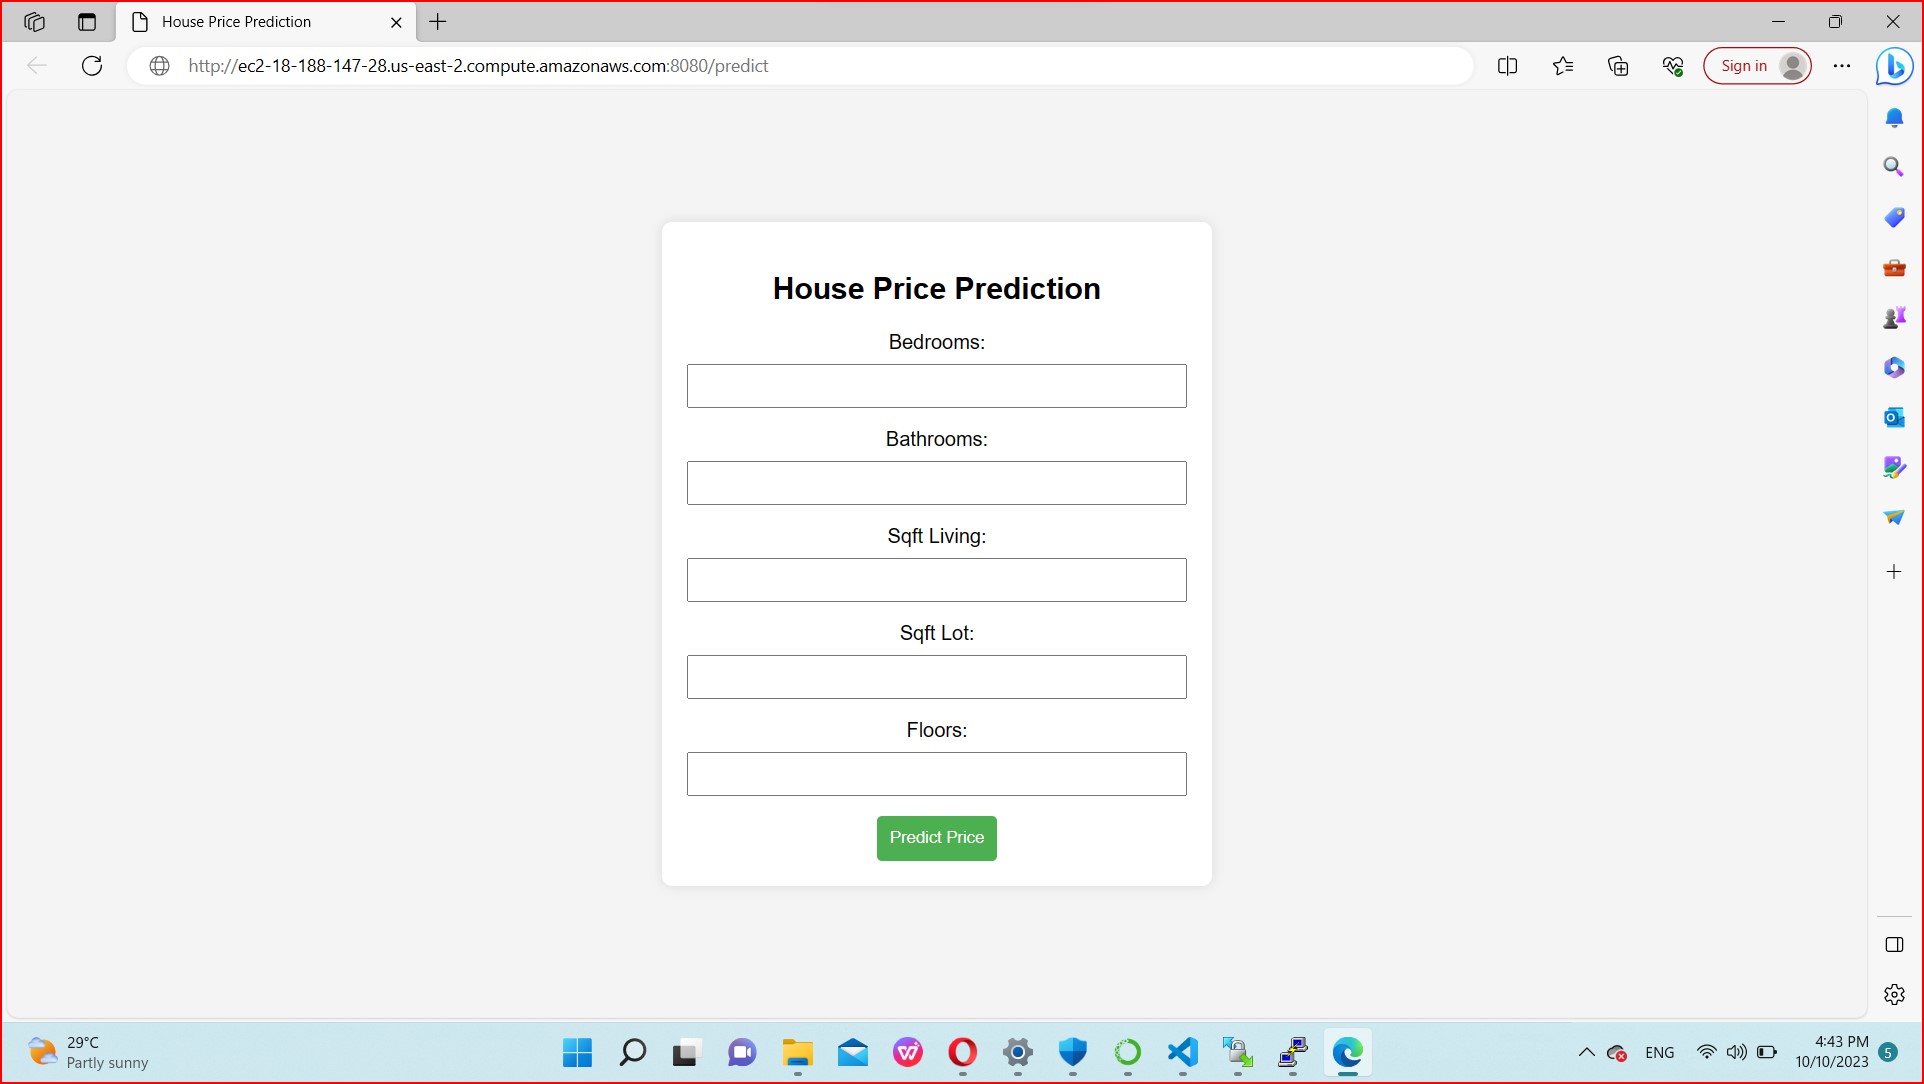 House Price Prediction
http://ec2-18-188-147-28.us-east-2.compute.amazonaws.com:8080/predict
Sign in
House Price Prediction
Bedrooms:
Bathrooms:
Sqft Living:
Sqft Lot:
Floors:
Predict Price
29°C
Partly sunny
ENG
4:43 PM
10/10/2023
5